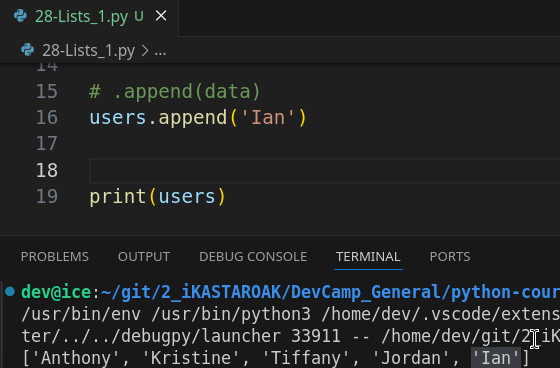 28-Lists_1.py U
28-Lists_1.py > ...
14
15 # .append(data)
16 users.append('Ian')
17
18
19 print(users)
PROBLEMS OUTPUT DEBUG CONSOLE TERMINAL PORTS
dev@ice:~/git/2_iKASTAROAK/DevCamp_General/python-cour
/usr/bin/env /usr/bin/python3 /home/dev/.vscode/extens
ter/../../debugpy/launcher 33911 -- /home/dev/git/2_iK
['Anthony', 'Kristine', 'Tiffany', 'Jordan', 'Ian']